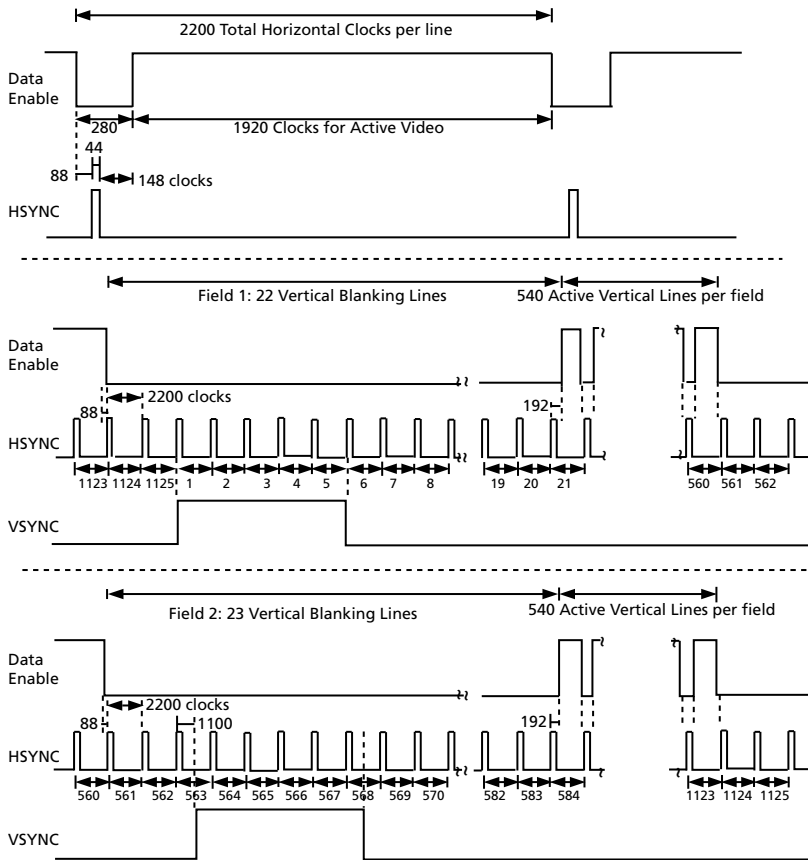 2200 Total Horizontal Clocks per line
Data
Enable
280
1920 Clocks for Active Video
44
88
148 clocks
HSYNC
Field 1: 22 Vertical Blanking Lines
540 Active Vertical Lines per field
Data
Enable
2200 clocks
88
192
HSYNC
1123 1124 1125 1 2 3 4 5 6 7 8 19 20 21 560 561 562
VSYNC
Field 2: 23 Vertical Blanking Lines
540 Active Vertical Lines per field
Data
Enable
2200 clocks
88
1100
192
HSYNC
560 561 562 563 564 565 566 567 568 569 570 582 583 584 1123 1124 1125
VSYNC